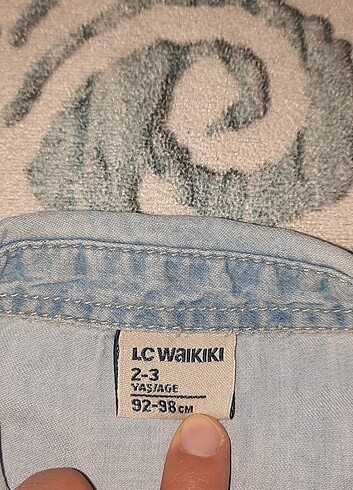 LC WAIKIKI
2-3
YAŞ/AGE
92-98 CM